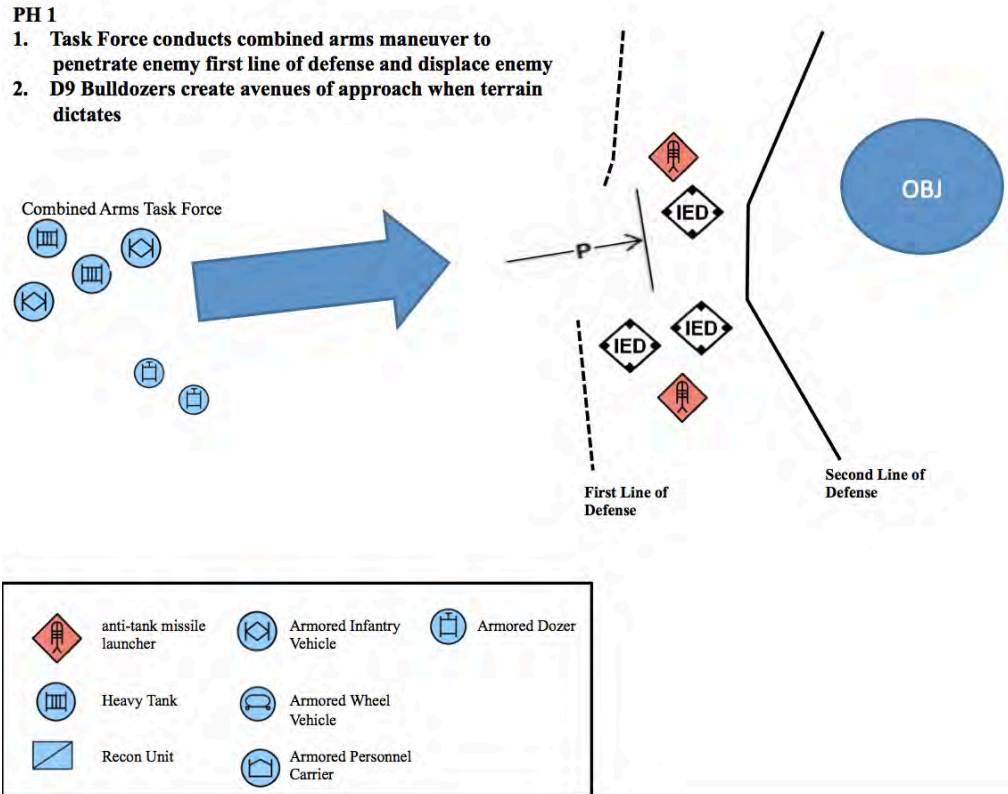 PH 1
1. Task Force conducts combined arms maneuver to
penetrate enemy first line of defense and displace enemy
2. D9 Bulldozers create avenues of approach when terrain
dictates
Combined Arms Task Force
OBJ
IED
P
IED
IED
Second Line of
Defense
First Line of
Defense
anti-tank missile
launcher
Armored Infantry
Vehicle
Armored Dozer
Heavy Tank
Armored Wheel
Vehicle
Recon Unit
Armored Personnel
Carrier